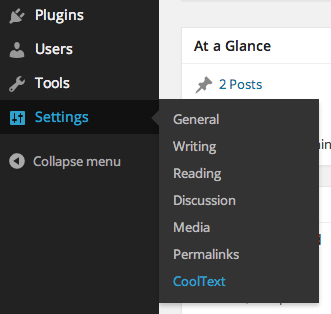 Plugins
Users
Tools
Settings
Collapse menu
At a Glance
2 Posts
General
Writing
Reading
Discussion
Media
Permalinks
CoolText